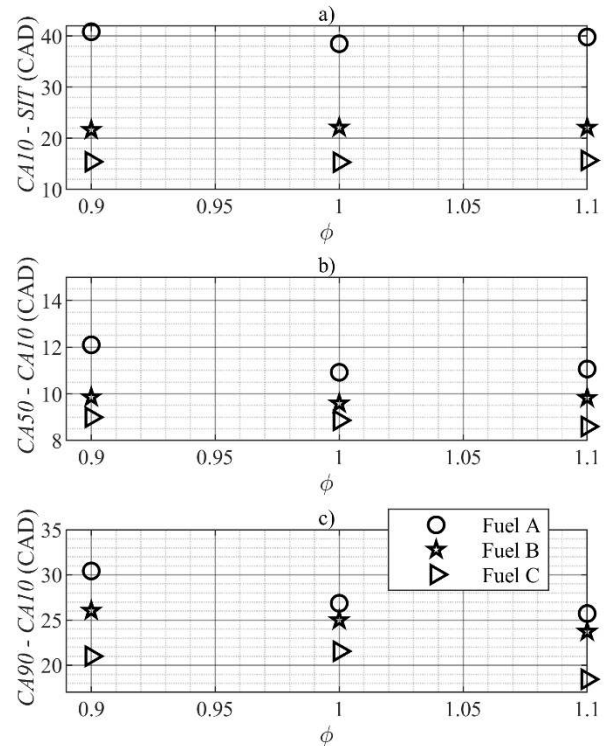 a)
CA10 - SIT (CAD)
40
30
20
10
0.9 0.95 1 1.05 1.1
ϕ
b)
CA50 - CA10 (CAD)
14
12
10
8
0.9 0.95 1 1.05 1.1
ϕ
c)
CA90 - CA10 (CAD)
35
30
25
20
Fuel A
Fuel B
Fuel C
0.9 0.95 1 1.05 1.1
ϕ